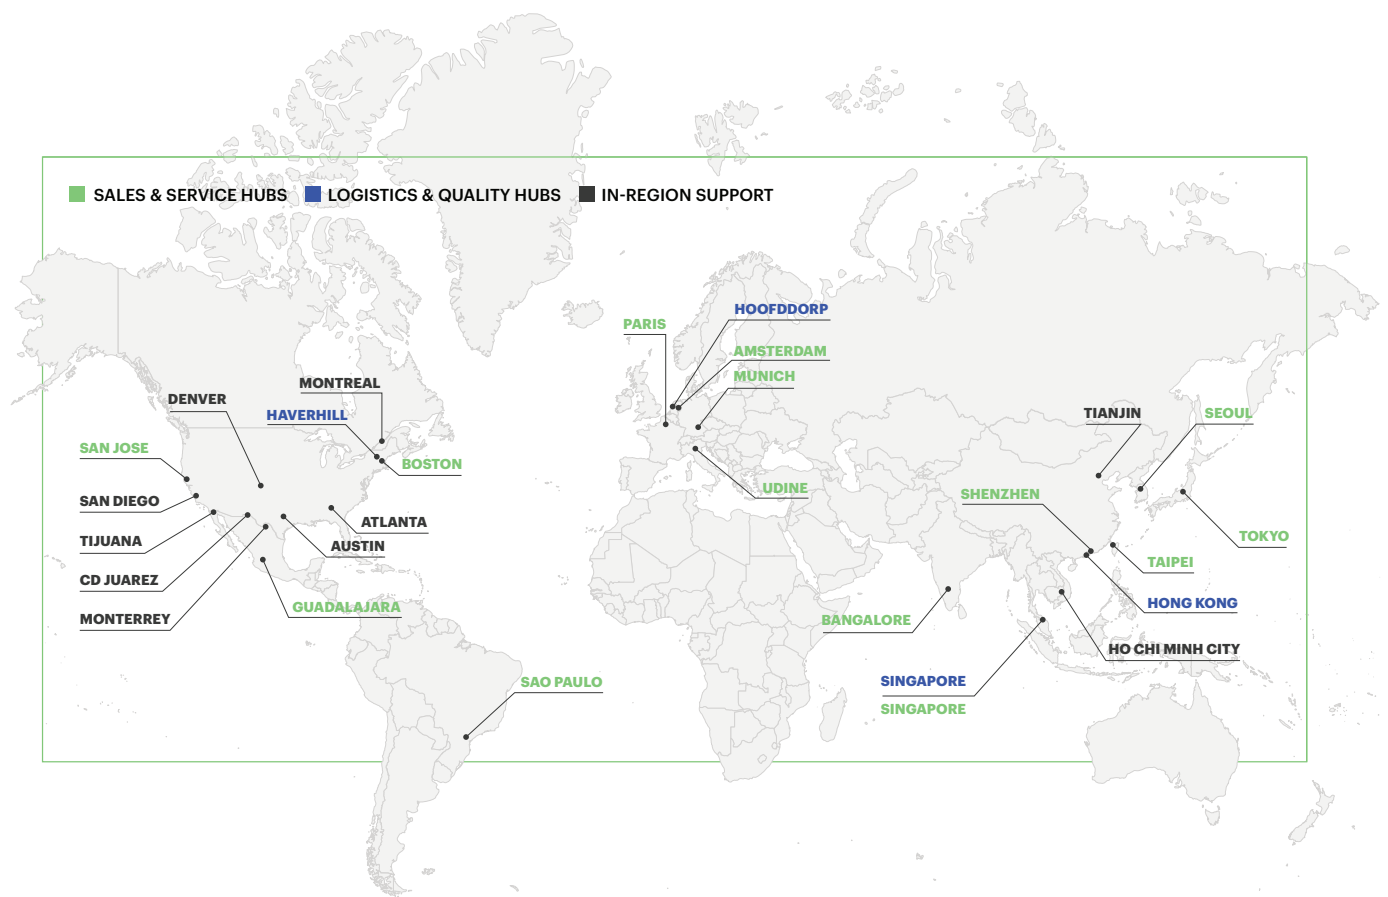 SALES & SERVICE HUBS
LOGISTICS & QUALITY HUBS
IN-REGION SUPPORT
HOOFDDORP
PARIS
AMSTERDAM
MUNICH
MONTREAL
DENVER
HAVERHILL
TIANJIN
SEOUL
SAN JOSE
BOSTON
UDINE
SHENZHEN
SAN DIEGO
ATLANTA
TOKYO
TIJUANA
AUSTIN
TAIPEI
CD JUAREZ
HONG KONG
GUADALAJARA
MONTERREY
BANGALORE
HO CHI MINH CITY
SAO PAULO
SINGAPORE
SINGAPORE